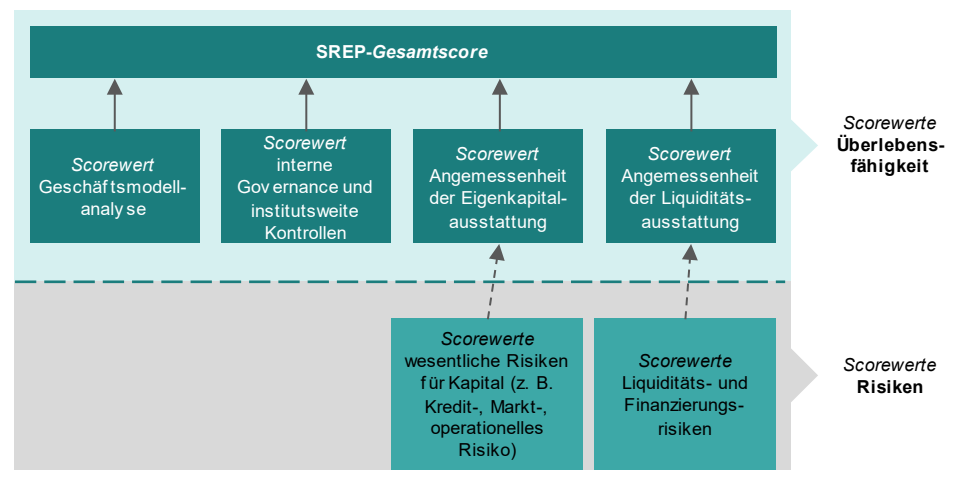 SREP-Gesamtscore
Scorewert
Geschäftsmodell-
analyse
Scorewert
interne
Governance und
institutsweite
Kontrollen
Scorewert
Angemessenheit
der Eigenkapital-
ausstattung
Scorewert
Angemessenheit
der Liquiditäts-
ausstattung
Scorewerte
Überlebens-
fähigkeit
Scorewerte
wesentliche Risiken
für Kapital (z. B.
Kredit-, Markt-,
operationelles
Risiko)
Scorewerte
Liquiditäts- und
Finanzierungs-
risiken
Scorewerte
Risiken